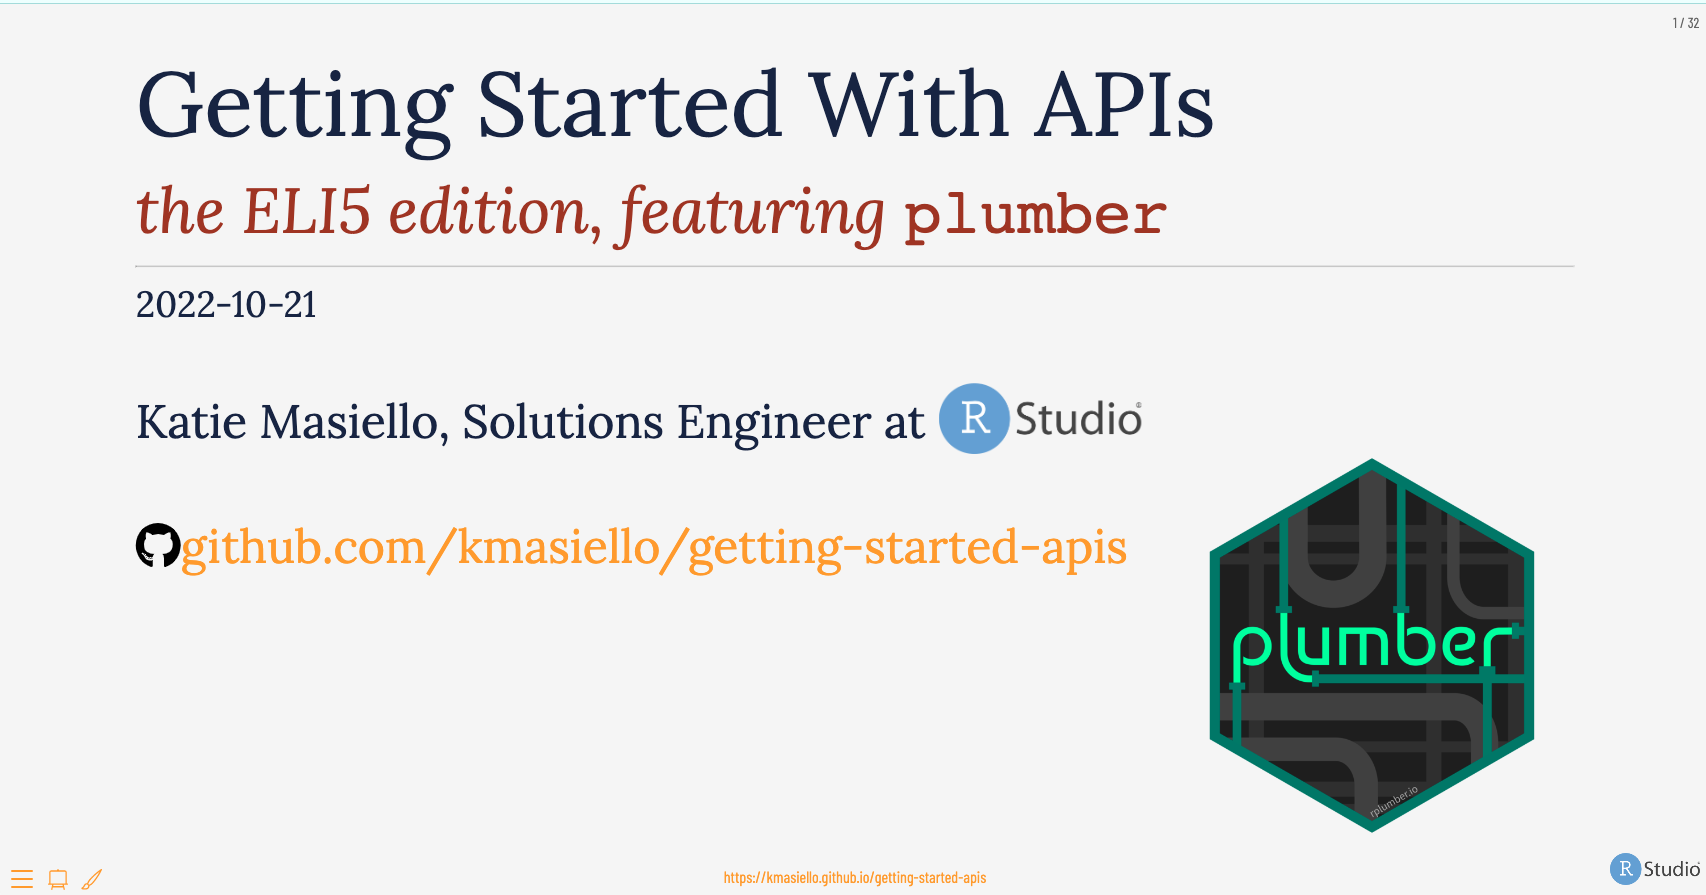 1 / 32
Getting Started With APIs
the ELI5 edition, featuring plumber
2022-10-21
Katie Masiello, Solutions Engineer at R Studio®
github.com/kmasiello/getting-started-apis
plumber
rplumber.io
https://kmasiello.github.io/getting-started-apis
R Studio